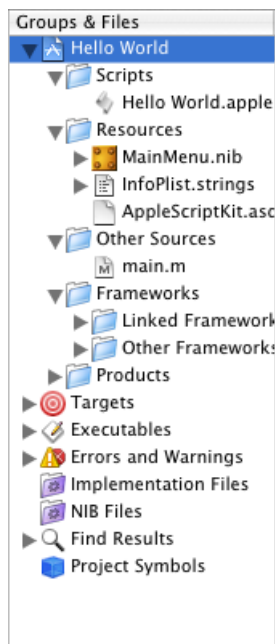 Groups & Files
Hello World
Scripts
Hello World.apple
Resources
MainMenu.nib
InfoPlist.strings
AppleScriptKit.asc
Other Sources
M main.m
Frameworks
Linked Framework
Other Frameworks
Products
Targets
Executables
Errors and Warnings
Implementation Files
NIB Files
Find Results
Project Symbols